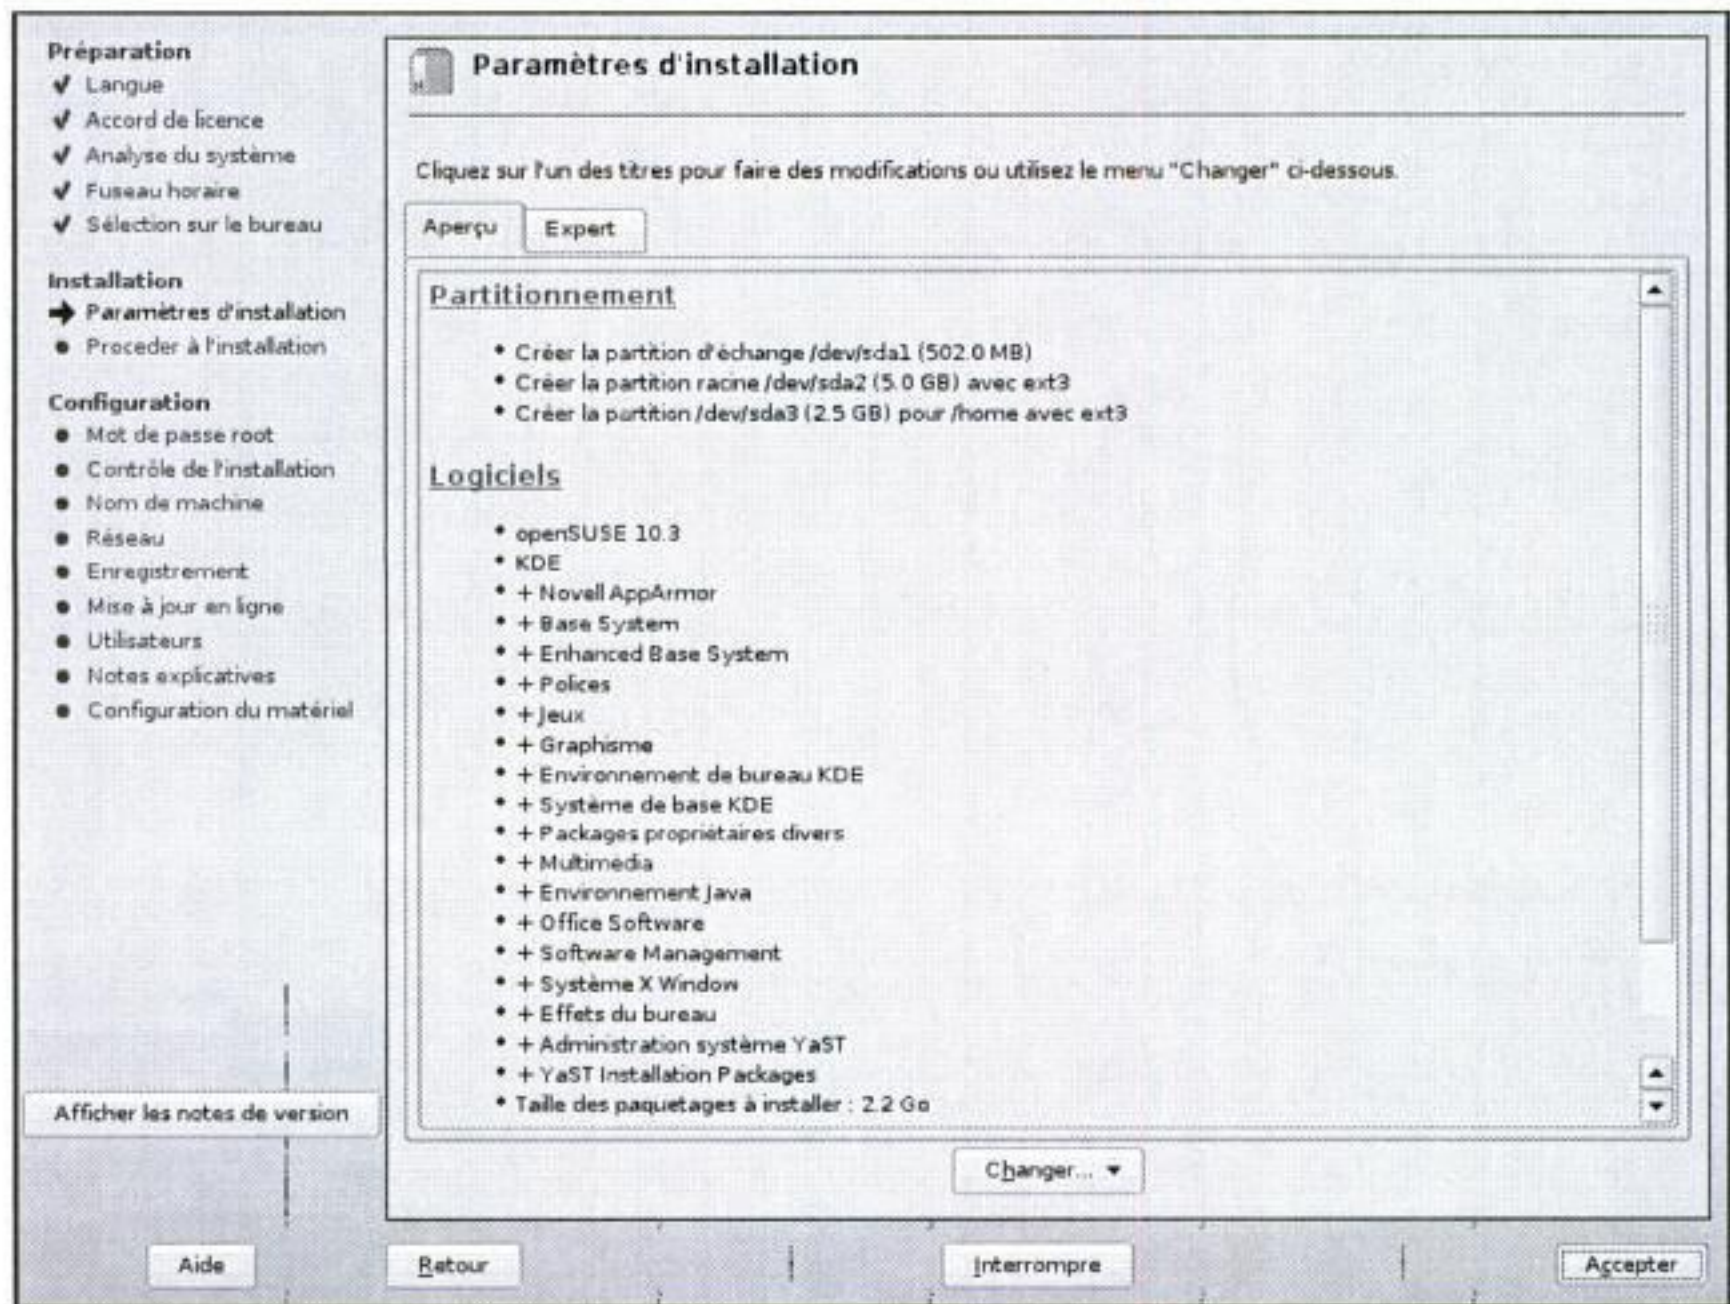 Préparation
Langue
Accord de licence
Analyse du système
Fuseau horaire
Sélection sur le bureau
Installation
Paramètres d'installation
Proceder à l'installation
Configuration
Mot de passe root
Contrôle de l'installation
Nom de machine
Réseau
Enregistrement
Mise à jour en ligne
Utilisateurs
Notes explicatives
Configuration du matériel
Afficher les notes de version
Paramètres d'installation
Cliquez sur l'un des titres pour faire des modifications ou utilisez le menu "Changer" ci-dessous.
Aperçu Expert
Partitionnement
• Créer la partition d'échange /dev/sda1 (502.0 MB)
• Créer la partition racine /dev/sda2 (5.0 GB) avec ext3
• Créer la partition /dev/sda3 (2.5 GB) pour /home avec ext3
Logiciels
• openSUSE 10.3
• KDE
• + Novell AppArmor
• + Base System
• + Enhanced Base System
• + Polices
• + Jeux
• + Graphisme
• + Environnement de bureau KDE
• + Système de base KDE
• + Packages propriétaires divers
• + Multimedia
• + Environnement Java
• + Office Software
• + Software Management
• + Système X Window
• + Effets du bureau
• + Administration système YaST
• + YaST Installation Packages
• Taille des paquetages à installer : 2.2 Go
Changer...
Aide Retour Interrompre Accepter